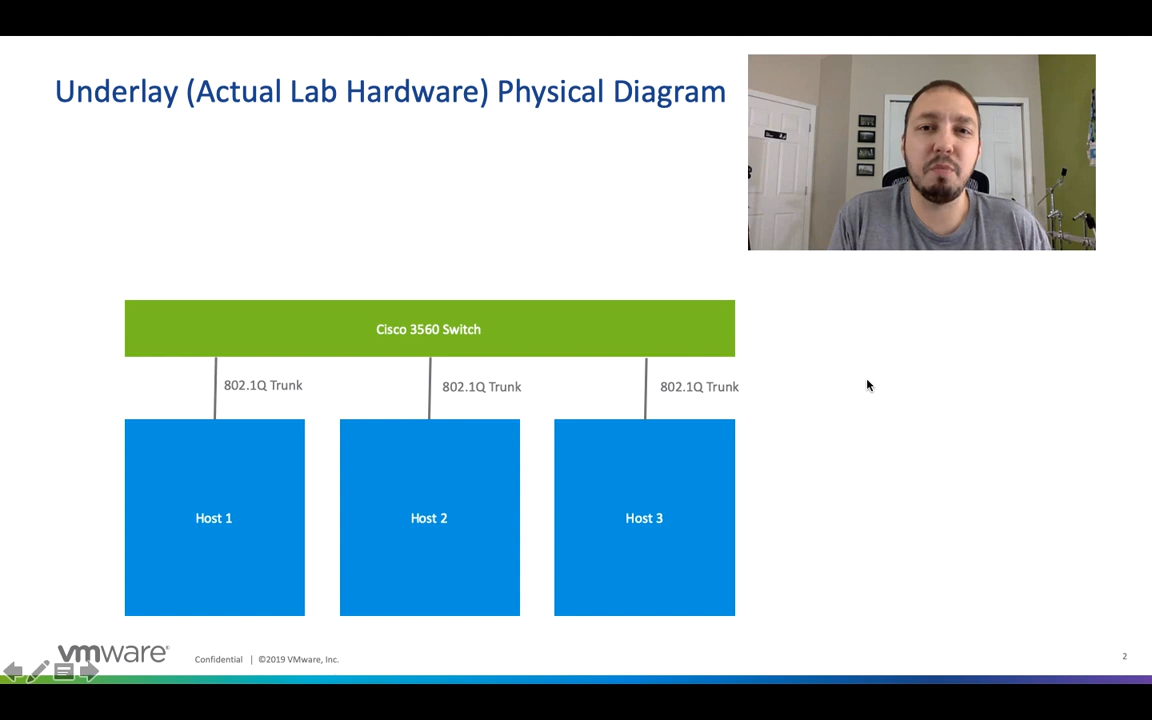 Underlay (Actual Lab Hardware) Physical Diagram
Cisco 3560 Switch
802.1Q Trunk
802.1Q Trunk
802.1Q Trunk
Host 1
Host 2
Host 3
vmware®
Confidential | ©2019 VMware, Inc.
2